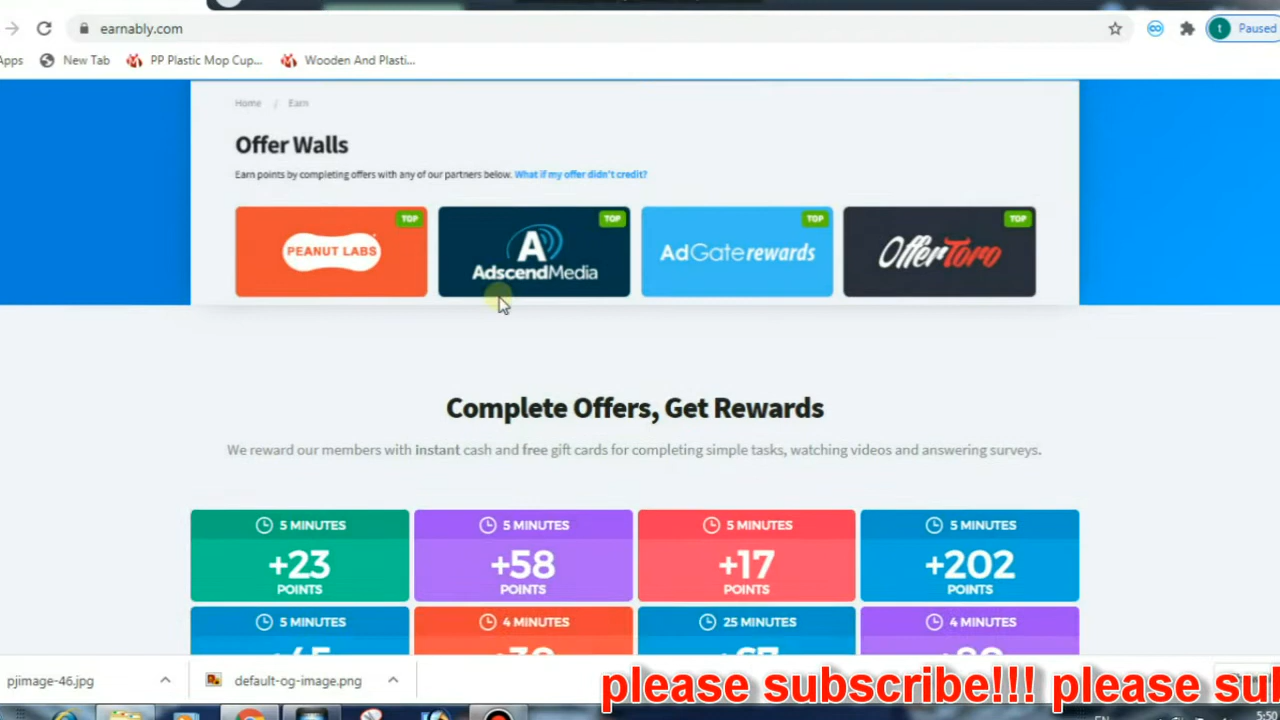 earnably.com
Paused
Apps
New Tab
PP Plastic Mop Cup...
Wooden And Plasti...
Home / Earn
Offer Walls
Earn points by completing offers with any of our partners below. What if my offer didn't credit?
TOP
TOP
TOP
TOP
PEANUT LABS
A
AdscendMedia
AdGate rewards
OfferToro
Complete Offers, Get Rewards
We reward our members with instant cash and free gift cards for completing simple tasks, watching videos and answering surveys.
5 MINUTES
+23
POINTS
5 MINUTES
+58
POINTS
5 MINUTES
+17
POINTS
5 MINUTES
+202
POINTS
5 MINUTES
4 MINUTES
25 MINUTES
4 MINUTES
pjimage-46.jpg
default-og-image.png
please subscribe!!! please su